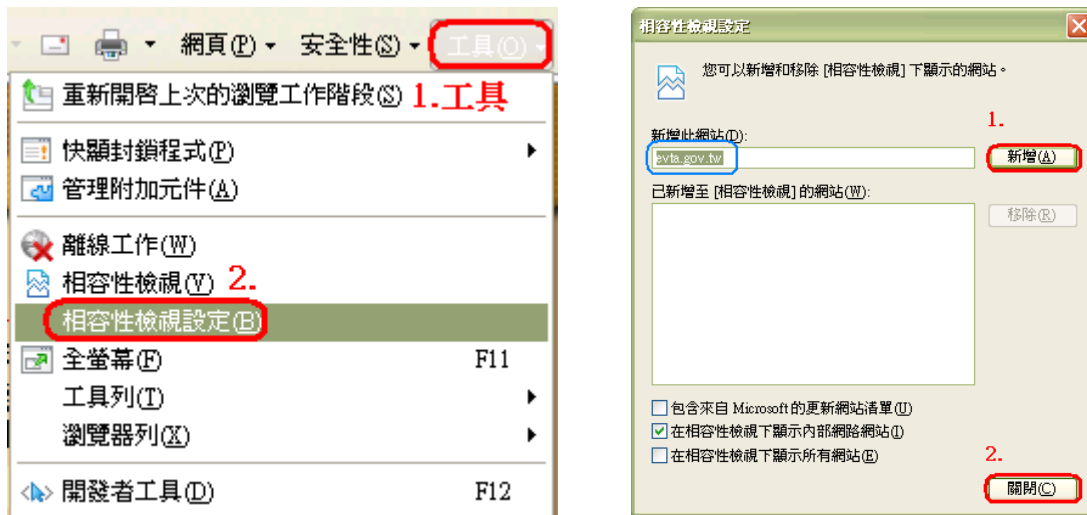 網頁(P) 安全性(S) 工具(O)
重新開啓上次的瀏覽工作階段(S) 1.工具
快顯封鎖程式(P)
管理附加元件(A)
離線工作(W)
相容性檢視(V) 2.
相容性檢視設定(B)
全螢幕(F) F11
工具列(T)
瀏覽器列(X)
開發者工具(D) F12
相容性檢視設定
您可以新增和移除 [相容性檢視] 下顯示的網站。
新增此網站(D):
1.
evta.gov.tw 新增(A)
已新增至 [相容性檢視] 的網站(W):
移除(R)
包含來自 Microsoft 的更新網站清單(U)
在相容性檢視下顯示內部網路網站(I)
在相容性檢視下顯示所有網站(E)
2.
關閉(C)